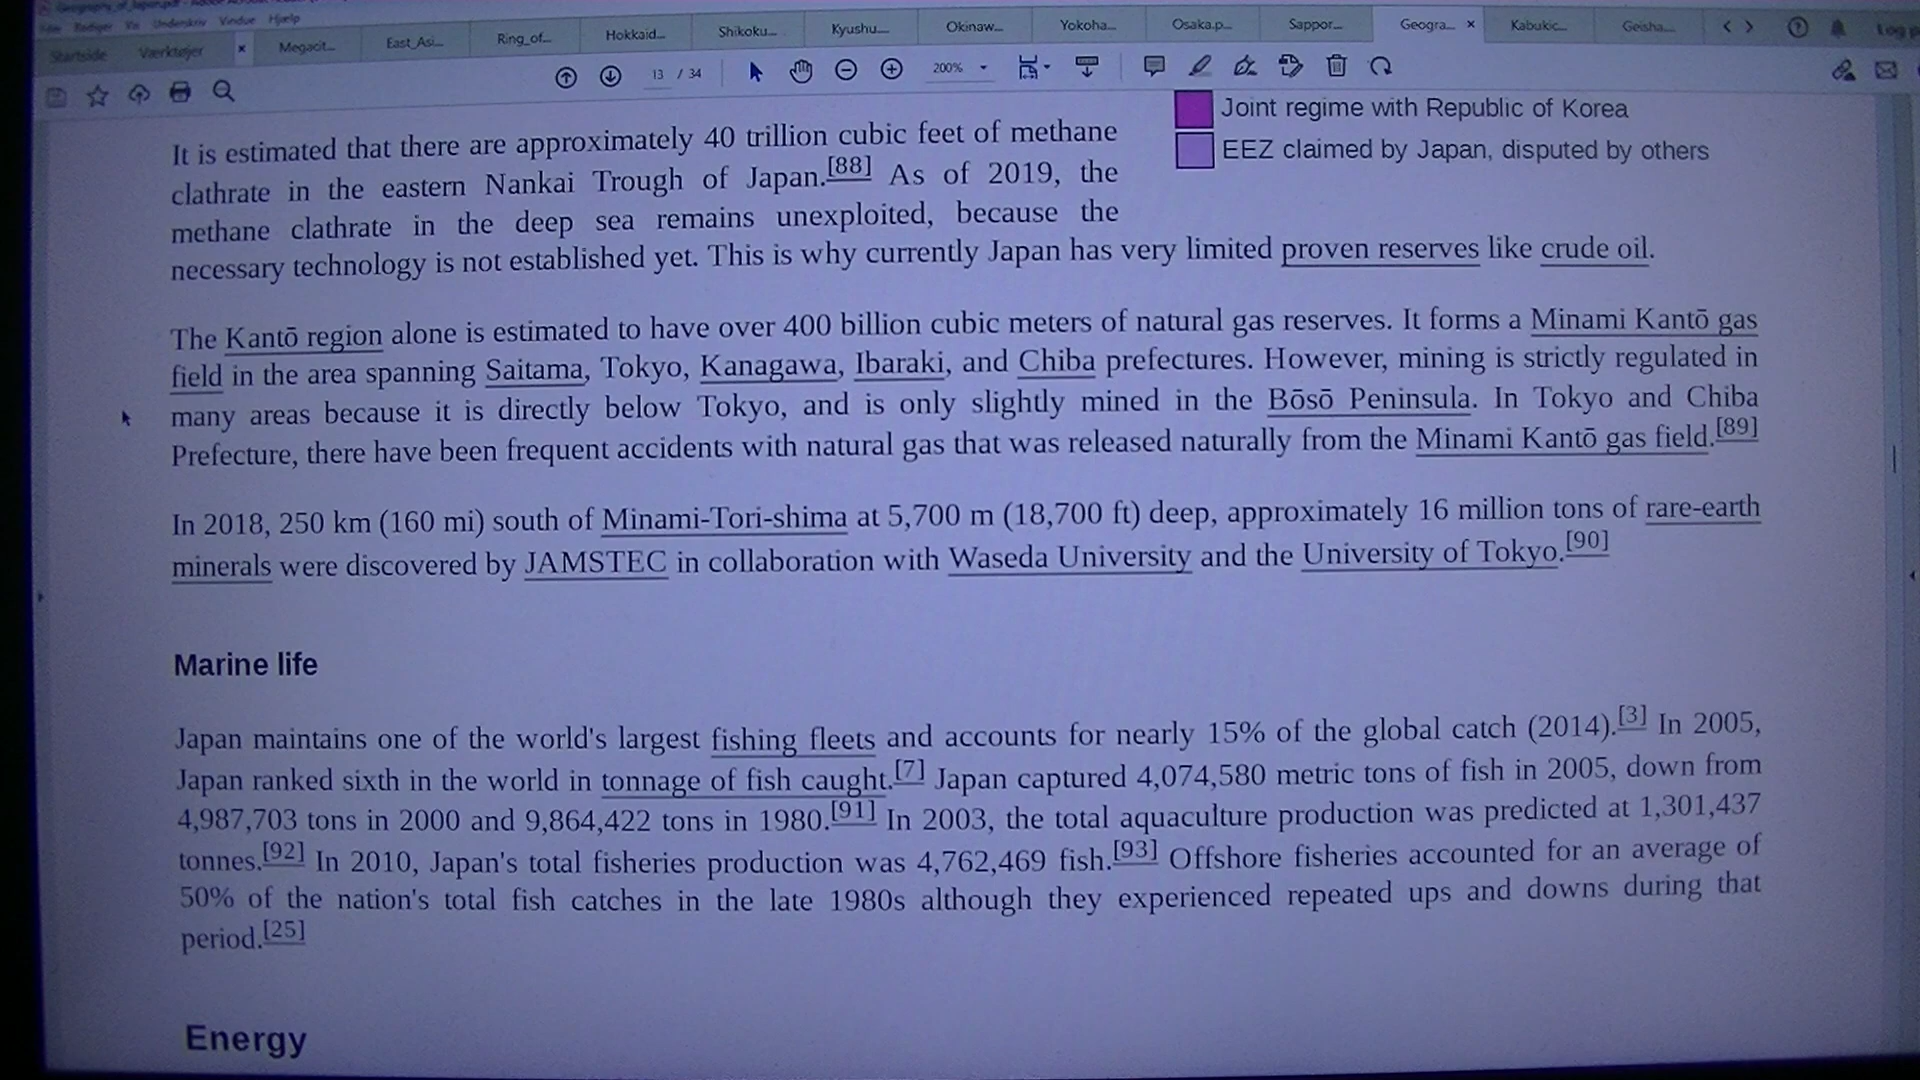 Rediger Vis Underskriv Vindue Hjælp
Startside Værktøjer Megacit... East_Asi... Ring_of... Hokkaid... Shikoku... Kyushu.... Okinaw... Yokoha... Osaka.p... Sappor... Geogra... Kabukic... Geisha...
13 / 34 200%
Joint regime with Republic of Korea
EEZ claimed by Japan, disputed by others
It is estimated that there are approximately 40 trillion cubic feet of methane
clathrate in the eastern Nankai Trough of Japan.[88] As of 2019, the
methane clathrate in the deep sea remains unexploited, because the
necessary technology is not established yet. This is why currently Japan has very limited proven reserves like crude oil.
The Kantō region alone is estimated to have over 400 billion cubic meters of natural gas reserves. It forms a Minami Kantō gas
field in the area spanning Saitama, Tokyo, Kanagawa, Ibaraki, and Chiba prefectures. However, mining is strictly regulated in
many areas because it is directly below Tokyo, and is only slightly mined in the Bōsō Peninsula. In Tokyo and Chiba
Prefecture, there have been frequent accidents with natural gas that was released naturally from the Minami Kantō gas field.[89]
In 2018, 250 km (160 mi) south of Minami-Tori-shima at 5,700 m (18,700 ft) deep, approximately 16 million tons of rare-earth
minerals were discovered by JAMSTEC in collaboration with Waseda University and the University of Tokyo.[90]
Marine life
Japan maintains one of the world's largest fishing fleets and accounts for nearly 15% of the global catch (2014).[3] In 2005,
Japan ranked sixth in the world in tonnage of fish caught.[7] Japan captured 4,074,580 metric tons of fish in 2005, down from
4,987,703 tons in 2000 and 9,864,422 tons in 1980.[91] In 2003, the total aquaculture production was predicted at 1,301,437
tonnes.[92] In 2010, Japan's total fisheries production was 4,762,469 fish.[93] Offshore fisheries accounted for an average of
50% of the nation's total fish catches in the late 1980s although they experienced repeated ups and downs during that
period.[25]
Energy